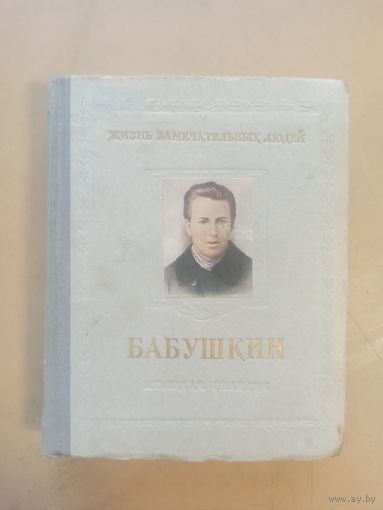 ЖИЗНЬ ЗАМЕЧАТЕЛЬНЫХ ЛЮДЕЙ
БАБУШКИН
МОЛОДАЯ ГВАРДИЯ
www.ay.by